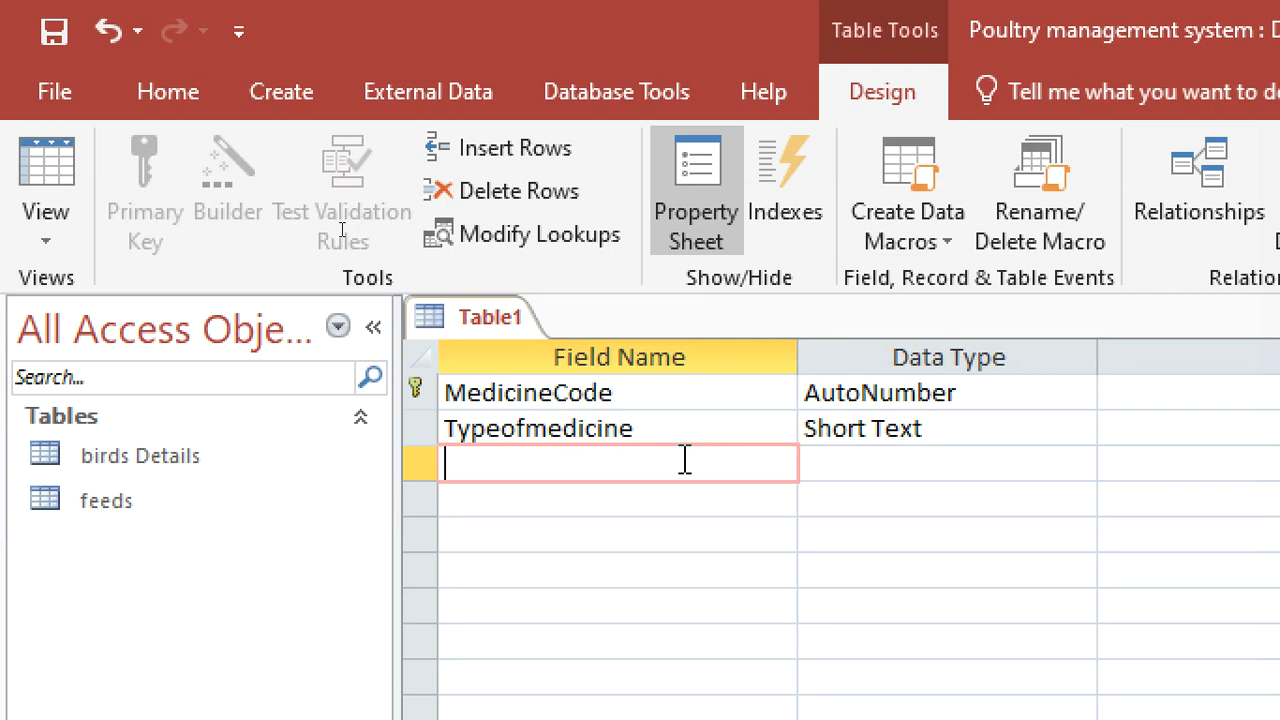 Table Tools
Poultry management system : D
File
Home
Create
External Data
Database Tools
Help
Design
Tell me what you want to d
View
Primary
Key
Builder
Test Validation
Rules
Insert Rows
Delete Rows
Modify Lookups
Property
Sheet
Indexes
Create Data
Macros
Rename/
Delete Macro
Relationships
Views
Tools
Show/Hide
Field, Record & Table Events
Relation
All Access Obje...
Search...
Tables
birds Details
feeds
Table1
Field Name
Data Type
MedicineCode
AutoNumber
Typeofmedicine
Short Text